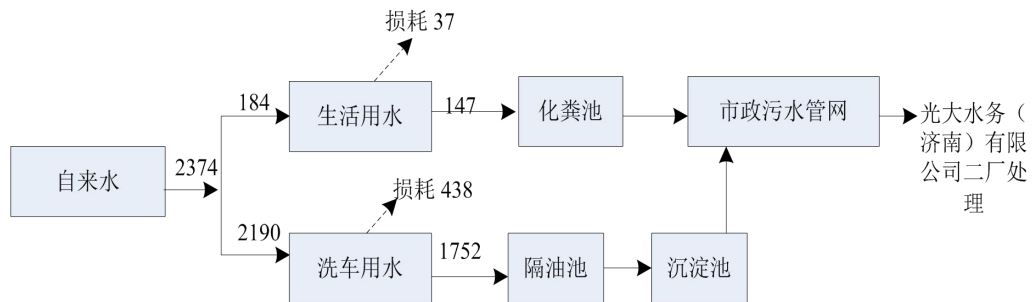 损耗 37
184
生活用水
147
化粪池
市政污水管网
光大水务（
济南）有限
公司二厂处
理
自来水
2374
损耗 438
2190
洗车用水
1752
隔油池
沉淀池